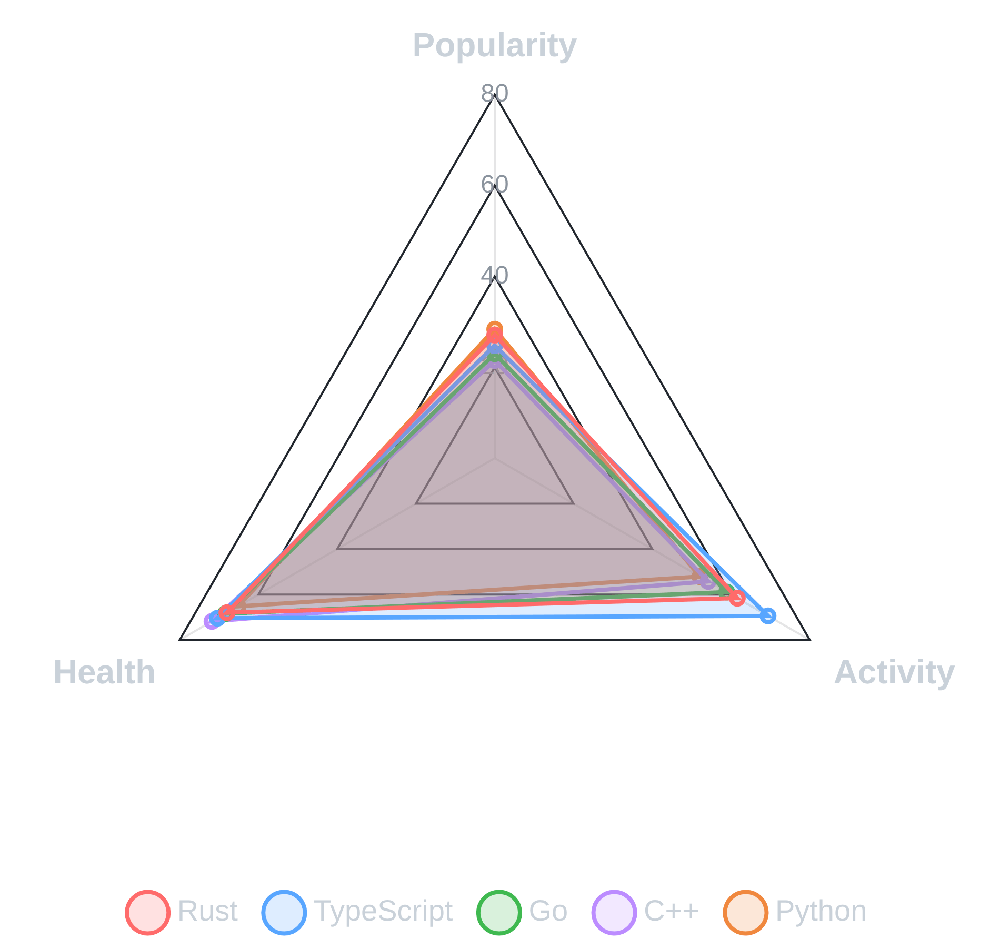 Popularity
80
60
40
Health
Activity
Rust
TypeScript
Go
C++
Python